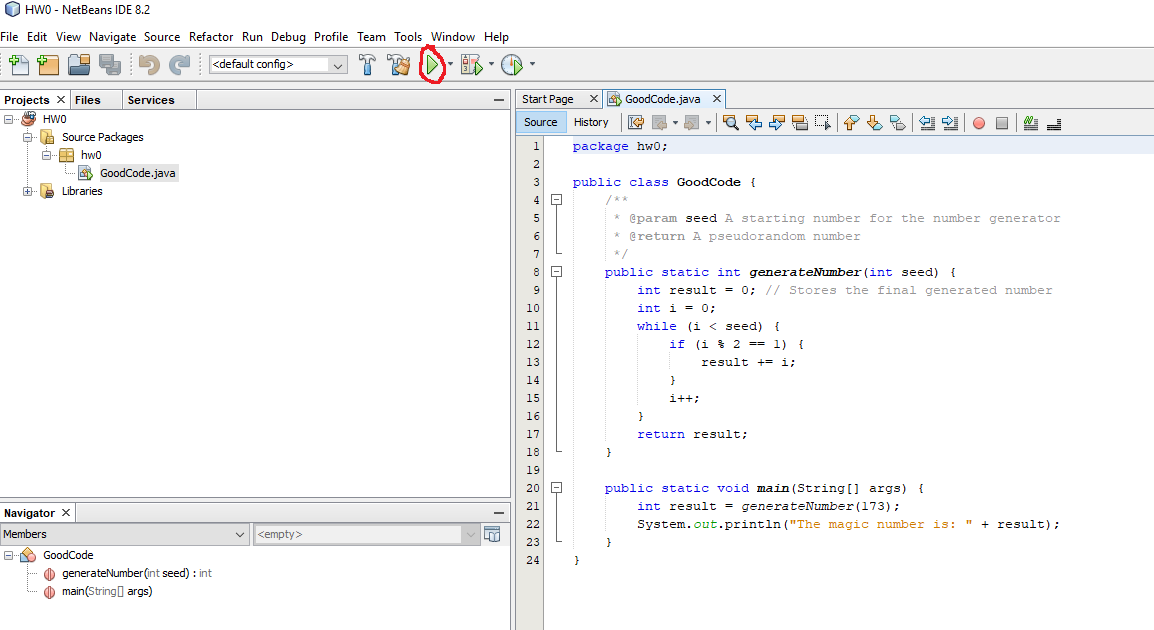 HW0 - NetBeans IDE 8.2
File Edit View Navigate Source Refactor Run Debug Profile Team Tools Window Help
<default config>
Projects Files Services
HW0
Source Packages
hw0
GoodCode.java
Libraries
Start Page GoodCode.java
Source History
1 package hw0;
2
3 public class GoodCode {
4 /**
5 * @param seed A starting number for the number generator
6 * @return A pseudorandom number
7 */
8 public static int generateNumber(int seed) {
9 int result = 0; // Stores the final generated number
10 int i = 0;
11 while (i < seed) {
12 if (i % 2 == 1) {
13 result += i;
14 }
15 i++;
16 }
17 return result;
18 }
19
20 public static void main(String[] args) {
21 int result = generateNumber(173);
22 System.out.println("The magic number is: " + result);
23 }
24 }
Navigator
Members <empty>
GoodCode
generateNumber(int seed) : int
main(String[] args)